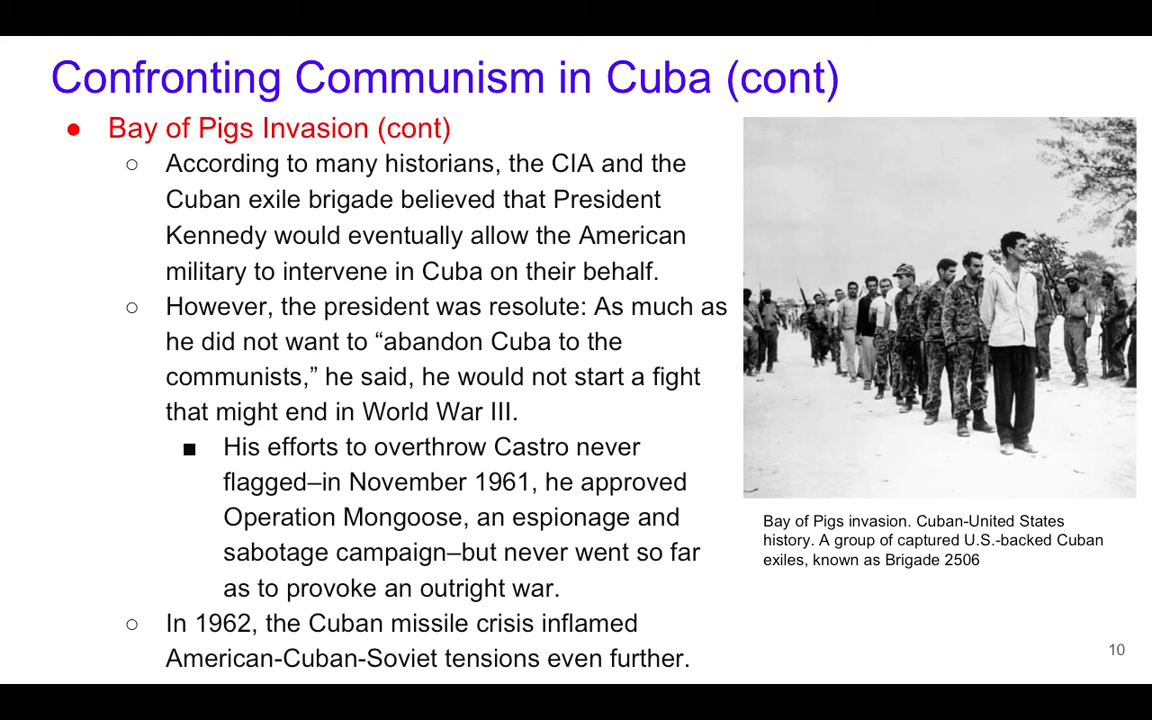 Confronting Communism in Cuba (cont)
● Bay of Pigs Invasion (cont)
○ According to many historians, the CIA and the
Cuban exile brigade believed that President
Kennedy would eventually allow the American
military to intervene in Cuba on their behalf.
○ However, the president was resolute: As much as
he did not want to “abandon Cuba to the
communists,” he said, he would not start a fight
that might end in World War III.
■ His efforts to overthrow Castro never
flagged–in November 1961, he approved
Operation Mongoose, an espionage and
sabotage campaign–but never went so far
as to provoke an outright war.
○ In 1962, the Cuban missile crisis inflamed
American-Cuban-Soviet tensions even further.
Bay of Pigs invasion. Cuban-United States
history. A group of captured U.S.-backed Cuban
exiles, known as Brigade 2506
10